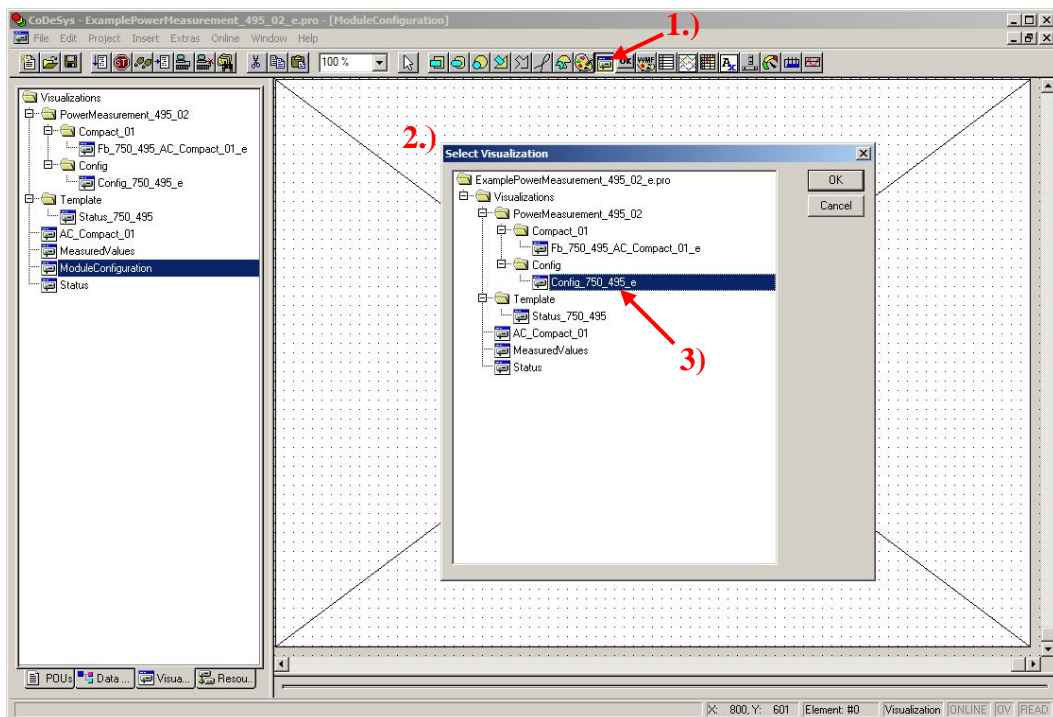 CoDeSys - ExamplePowerMeasurement_495_02_e.pro - [ModuleConfiguration]
File Edit Project Insert Extras Online Window Help
1.)
100 %
Visualizations
PowerMeasurement_495_02
Compact_01
Fb_750_495_AC_Compact_01_e
Config
Config_750_495_e
Template
Status_750_495
AC_Compact_01
MeasuredValues
ModuleConfiguration
Status
2.)
Select Visualization
ExamplePowerMeasurement_495_02_e.pro
Visualizations
PowerMeasurement_495_02
Compact_01
Fb_750_495_AC_Compact_01_e
Config
Config_750_495_e
Template
Status_750_495
AC_Compact_01
MeasuredValues
Status
OK
Cancel
3)
POUs Data ... Visua... Resou..
X: 800, Y: 601 Element: #0 Visualization ONLINE OV READ